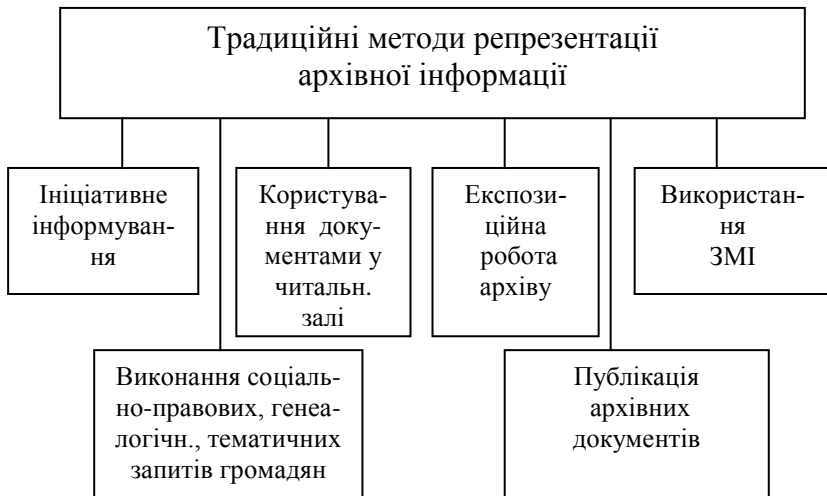 Традиційні методи репрезентації
архівної інформації
Ініціативне
інформуван-
ня
Користува-
ння доку-
ментами у
читальн.
залі
Експози-
ційна
робота
архіву
Використан-
ня
ЗМІ
Виконання соціаль-
но-правових, генеа-
логічн., тематичних
запитів громадян
Публікація
архівних
документів